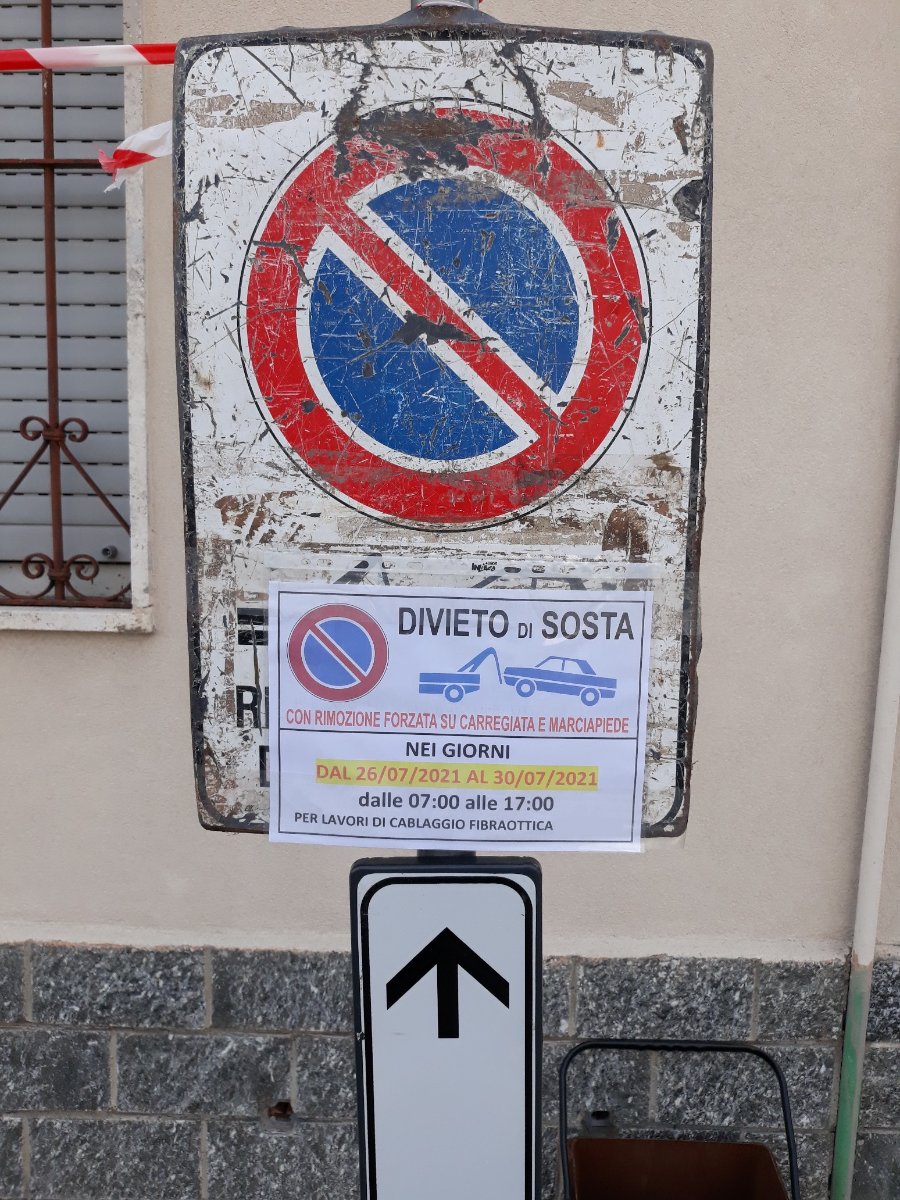 DIVIETO DI SOSTA
CON RIMOZIONE FORZATA SU CARREGIATA E MARCIAPIEDE
NEI GIORNI
DAL 26/07/2021 AL 30/07/2021
dalle 07:00 alle 17:00
PER LAVORI DI CABLAGGIO FIBRAOTTICA